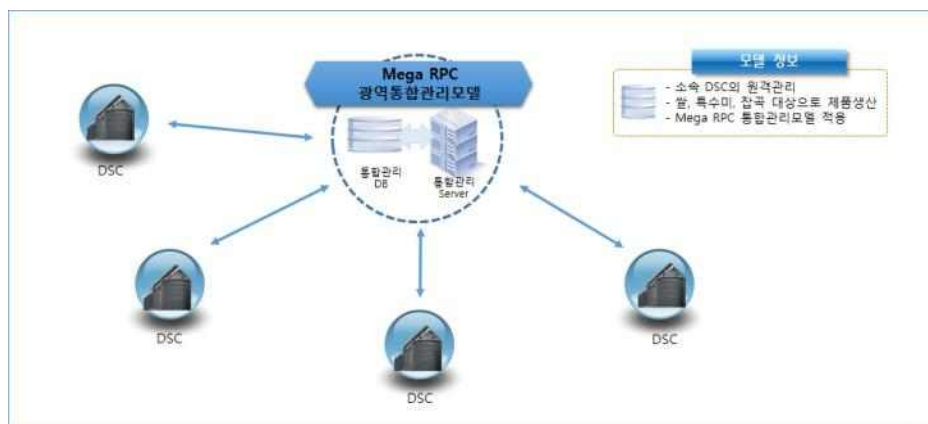 Mega RPC
광역통합관리모델
모델 정보
- 소속 DSC의 원격관리
- 쌀, 특수미, 잡곡 대상으로 제품생산
- Mega RPC 통합관리모델 적용
통합관리
DB
통합관리
Server
DSC
DSC
DSC
DSC